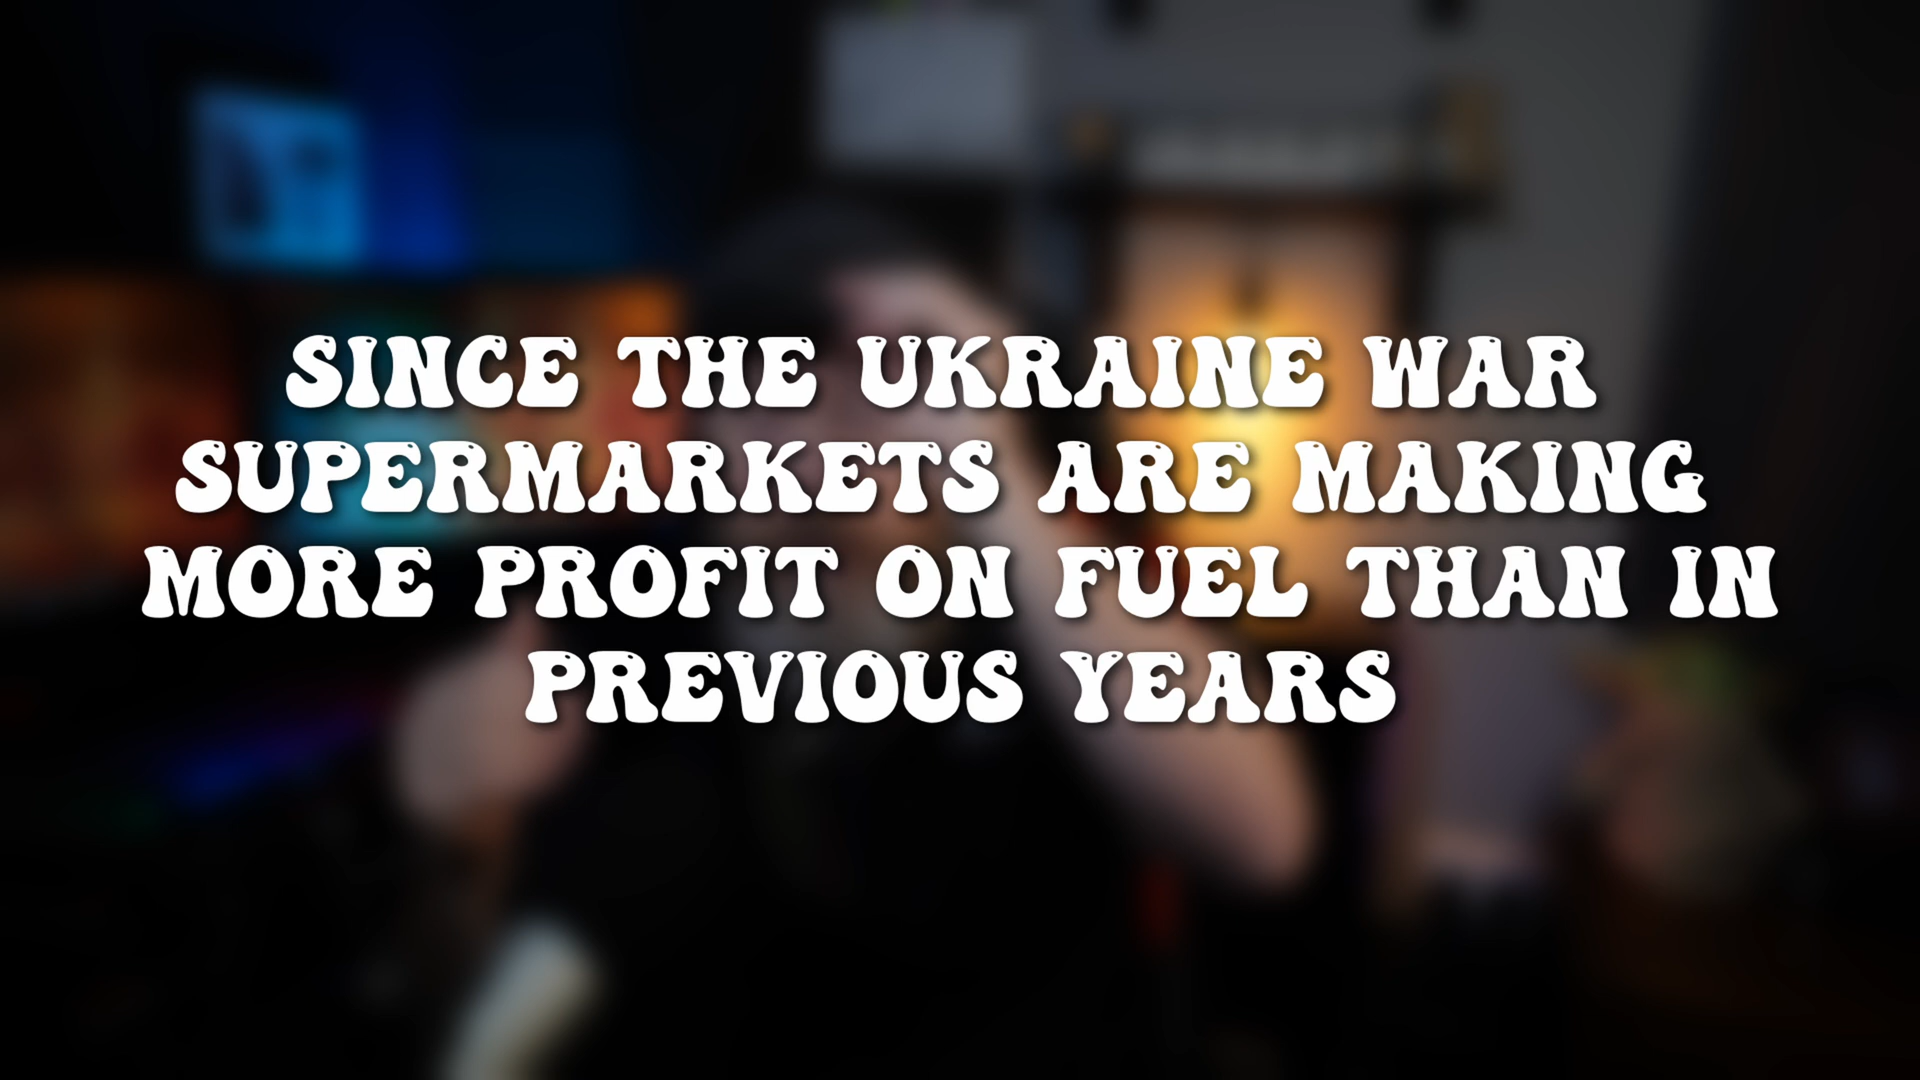 SINCE THE UKRAINE WAR
SUPERMARKETS ARE MAKING
MORE PROFIT ON FUEL THAN IN
PREVIOUS YEARS